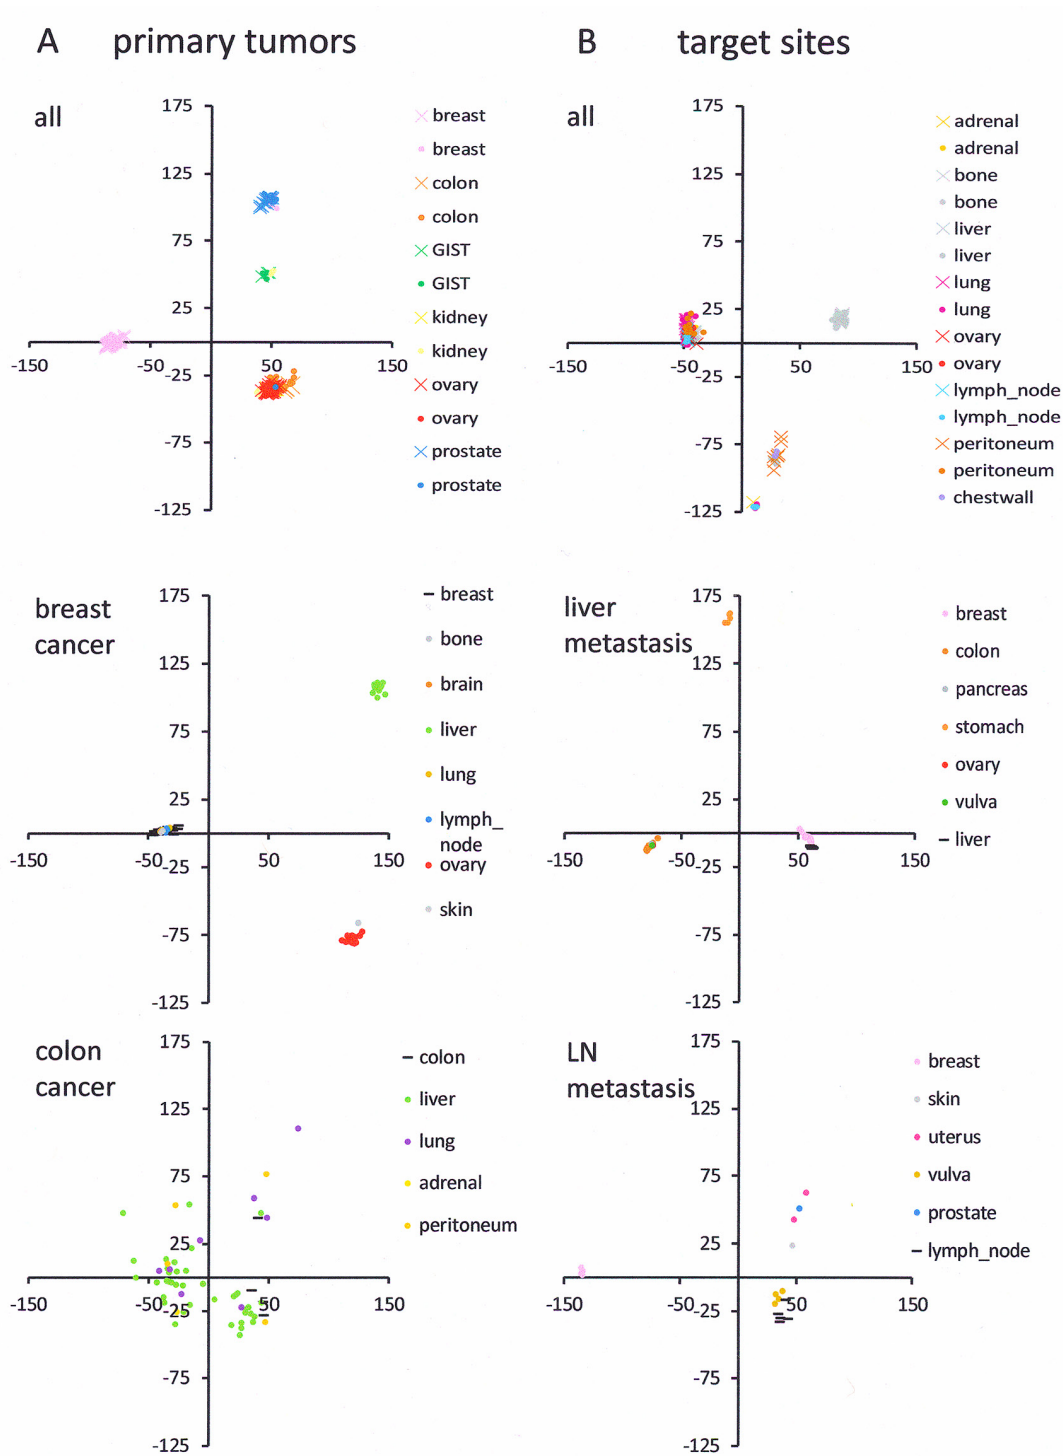 A primary tumors
B target sites
all
175
125
75
25
-150
-50
50
150
-25
-75
-125
breast
breast
colon
colon
GIST
GIST
kidney
kidney
ovary
ovary
prostate
prostate
all
175
125
75
25
-150
-50
50
150
-25
-75
-125
adrenal
adrenal
bone
bone
liver
liver
lung
lung
ovary
ovary
lymph_node
lymph_node
peritoneum
peritoneum
chestwall
breast
cancer
175
125
75
25
-150
-50
50
150
-25
-75
-125
breast
bone
brain
liver
lung
lymph_
node
ovary
skin
liver
metastasis
175
125
75
25
-150
-50
50
150
-25
-75
-125
breast
colon
pancreas
stomach
ovary
vulva
liver
colon
cancer
175
125
75
25
-150
-50
50
150
-25
-75
-125
colon
liver
lung
adrenal
peritoneum
LN
metastasis
175
125
75
25
-150
-50
50
150
-25
-75
-125
breast
skin
uterus
vulva
prostate
lymph_node